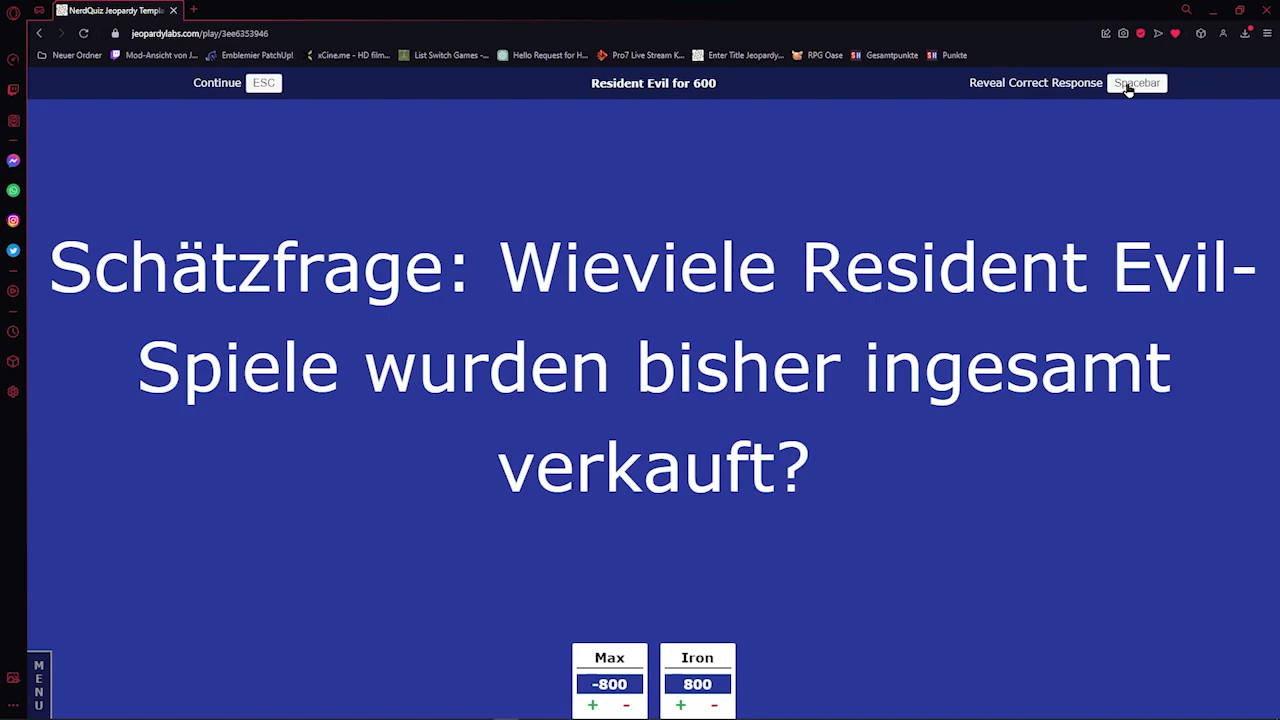 NerdQuiz Jeopardy Templa
jeopardylabs.com/play/3ee6353946
Neuer Ordner
Mod-Ansicht von J...
Emblemier PatchUp!
xCine.me - HD film...
List Switch Games -...
Hello Request for H...
Pro7 Live Stream K...
Enter Title Jeopardy...
RPG Oase
Gesamtpunkte
Punkte
Continue ESC
Resident Evil for 600
Reveal Correct Response Spacebar
Schätzfrage: Wieviele Resident Evil-
Spiele wurden bisher ingesamt
verkauft?
MENU
Max
Iron
-800
800
+ -
+ -